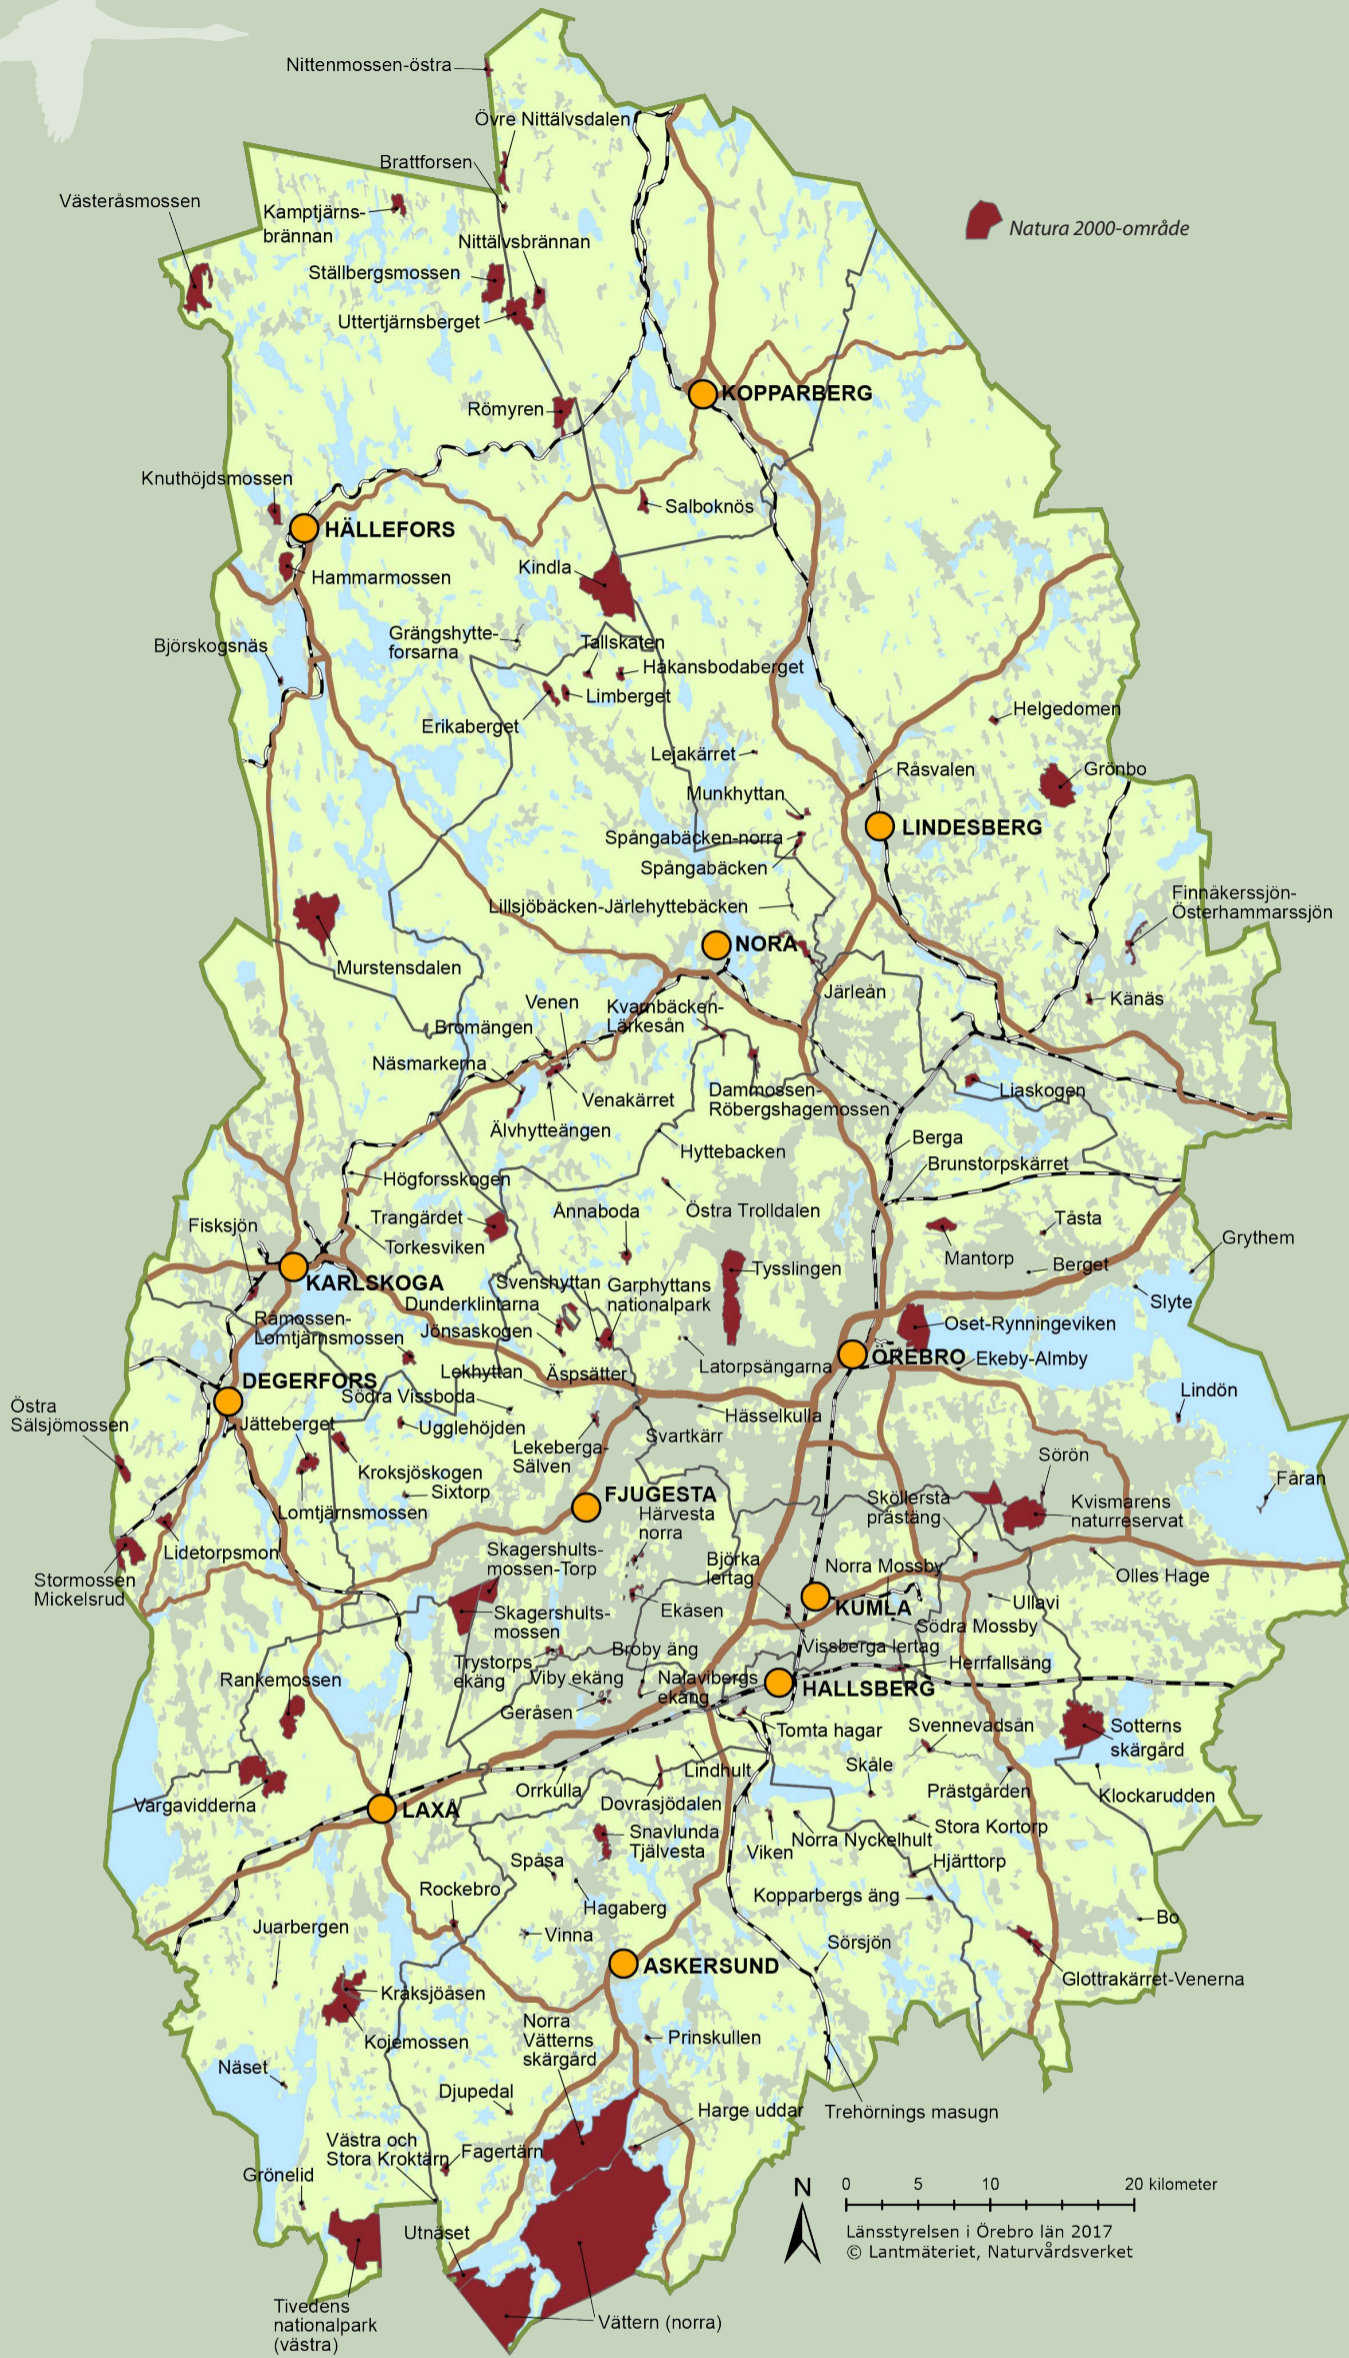 Nittenmossen-östra
Övre Nittälvsdalen
Brattforsen
Västeråsmossen
Kamptjärns-
brännan
Natura 2000-område
Nittälvsbrännan
Ställbergsmossen
Uttertjärnsberget
KOPPARBERG
Römyren
Knuthöjdsmossen
Salboknös
HÄLLEFORS
Kindla
Hammarmossen
Grängshytte-
forsarna
Tallskaten
Björskogsnäs
Håkansbodaberget
Limberget
Erikaberget
Helgedomen
Lejakärret
Råsvalen
Grönbo
Munkhyttan
LINDESBERG
Spångabäcken-norra
Spångabäcken
Finnåkerssjön-
Österhammarssjön
Lillsjöbäcken-Järlehyttebäcken
NORA
Murstensdalen
Järleån
Känäs
Venen
Kvarnbäcken-
Lärkesån
Bromängen
Näsmarkerna
Venakärret
Dammossen-
Röbergshagemossen
Liaskogen
Älvhytteängen
Berga
Hyttebacken
Brunstorpskärret
Högforsskogen
Östra Trolldalen
Ånnaboda
Trangärdet
Tåsta
Fisksjön
Torkesviken
Mantorp
Grythem
Berget
Tysslingen
KARLSKOGA
Svenshyttan
Garphyttans
nationalpark
Slyte
Dunderklintarna
Råmossen-
Lomtjärnsmossen
Jönsaskogen
Oset-Rynningeviken
ÖREBRO
Ekeby-Almby
Latorpsängarna
Lekhyttan
Äspsätter
DEGERFORS
Södra Vissboda
Lindön
Östra
Sälsjömossen
Hässelkulla
Jätteberget
Ugglehöjden
Svartkärr
Lekeberga-
Sälven
Sörön
Kroksjöskogen
Fåran
Sixtorp
FJUGESTA
Sköllersta
prästäng
Kvismarens
naturreservat
Lomtjärnsmossen
Härvesta
norra
Lidetorpsmon
Skagershults-
mossen-Torp
Björka
lertag
Norra Mossby
Olles Hage
Stormossen
Mickelsrud
Ullavi
KUMLA
Ekåsen
Skagershults-
mossen
Södra Mossby
Vissberga lertag
Broby äng
Herrfallsäng
Trystorps
ekäng
Viby ekäng
Nalavibergs
ekäng
Rankemossen
HALLSBERG
Geråsen
Tomta hagar
Svennevadsån
Sotterns
skärgård
Lindhult
Skåle
Orrkulla
Prästgården
Klockarudden
Vargavidderna
LAXÅ
Dovrasjödalen
Stora Kortorp
Snavlunda
Tjälvesta
Norra Nyckelhult
Viken
Spåsa
Hjärttorp
Rockebro
Kopparbergs äng
Hagaberg
Bo
Juarbergen
Vinna
Sörsjön
ASKERSUND
Glottrakärret-Venerna
Kråksjöåsen
Norra
Vätterns
skärgård
Kojemossen
Prinskullen
Näset
Djupedal
Harge uddar
Trehörnings masugn
Västra och
Stora Kroktärn
Fagertärn
Grönelid
N
0 5 10 20 kilometer
Utnäset
Länsstyrelsen i Örebro län 2017
© Lantmäteriet, Naturvårdsverket
Tivedens
nationalpark
(västra)
Vättern (norra)